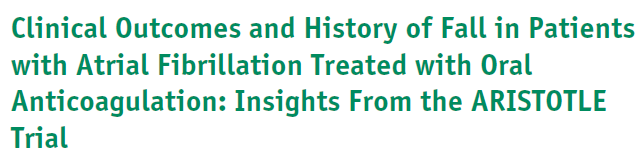 Clinical Outcomes and History of Fall in Patients
with Atrial Fibrillation Treated with Oral
Anticoagulation: Insights From the ARISTOTLE
Trial